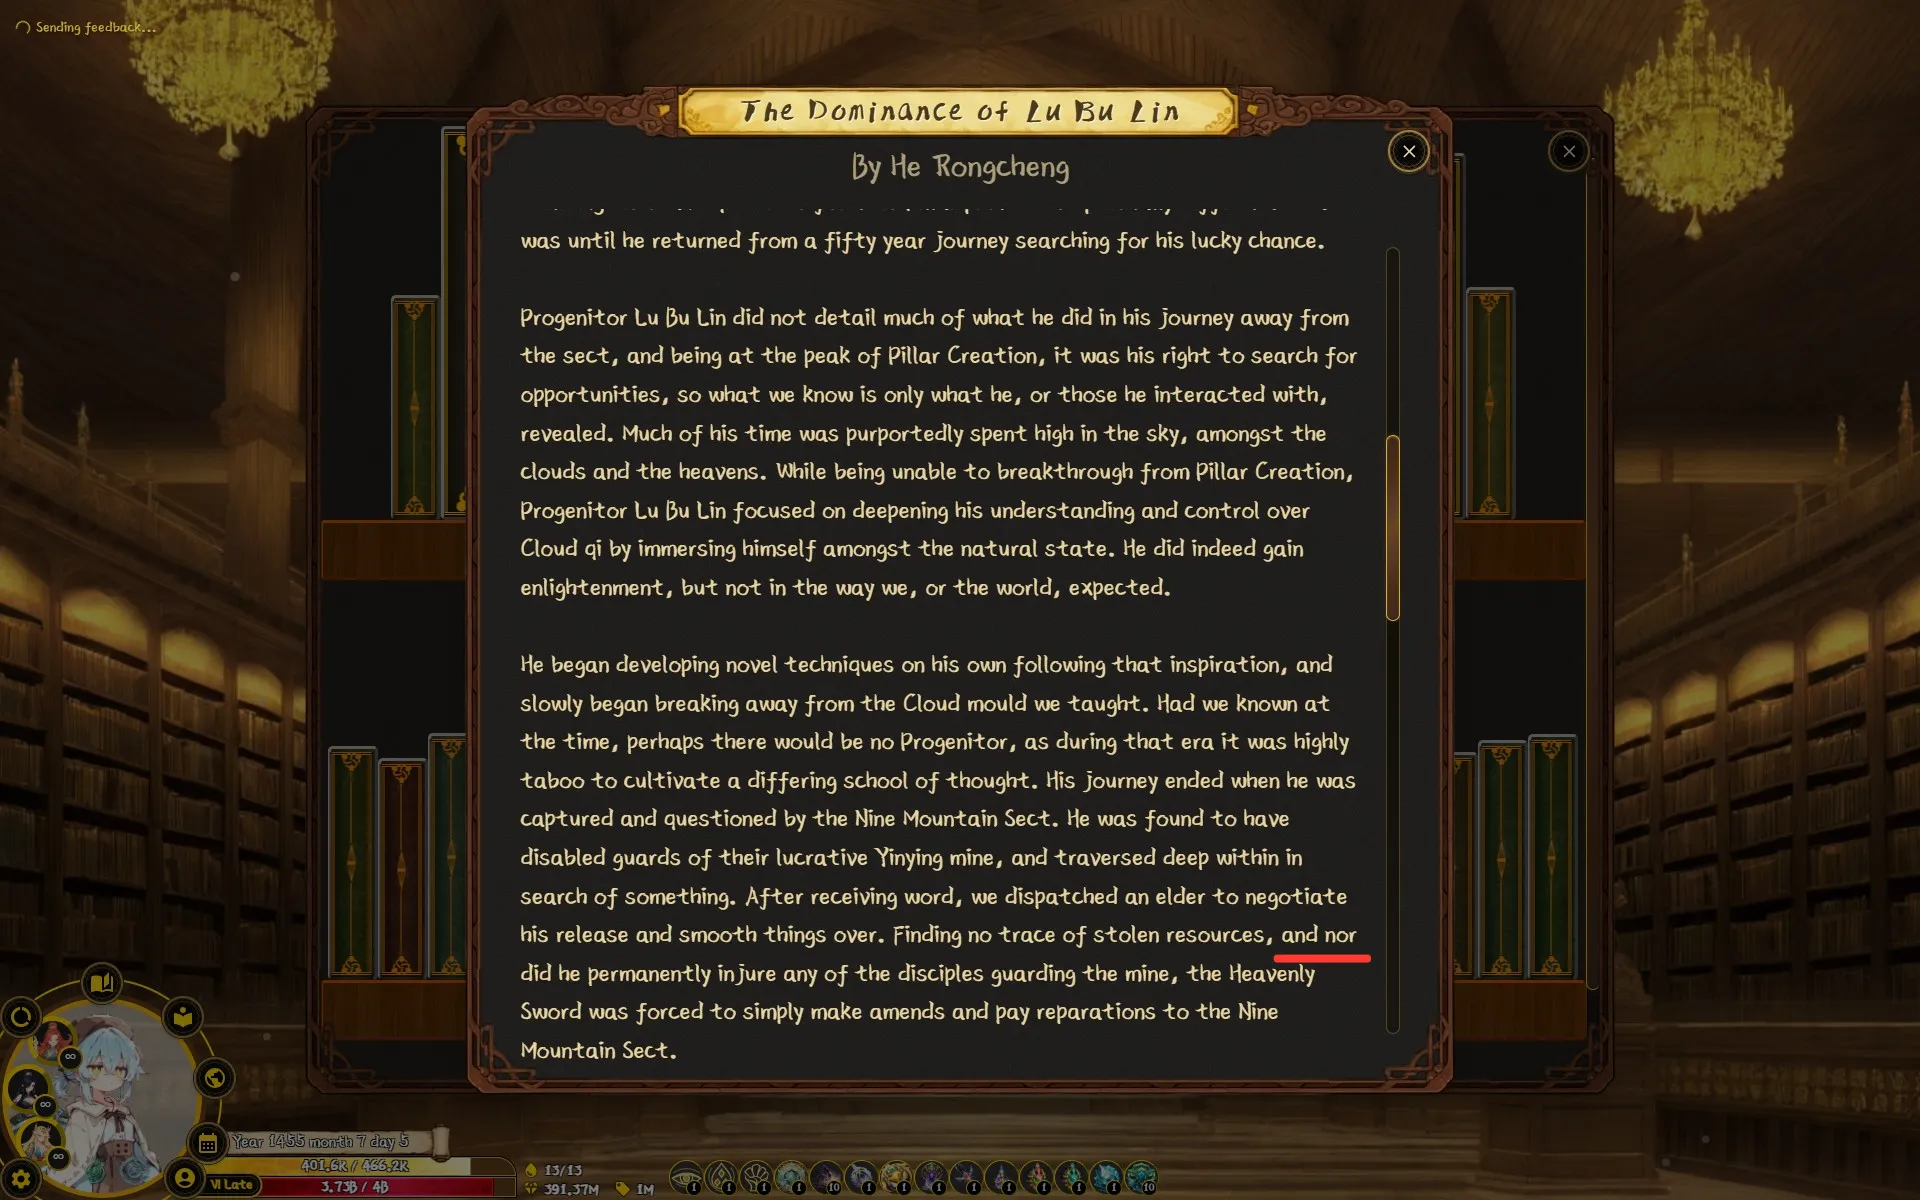 Sending feedback...
The Dominance of Lu Bu Lin
By He Rongcheng
was until he returned from a fifty year journey searching for his lucky chance.
Progenitor Lu Bu Lin did not detail much of what he did in his journey away from
the sect, and being at the peak of Pillar Creation, it was his right to search for
opportunities, so what we know is only what he, or those he interacted with,
revealed. Much of his time was purportedly spent high in the sky, amongst the
clouds and the heavens. While being unable to breakthrough from Pillar Creation,
Progenitor Lu Bu Lin focused on deepening his understanding and control over
Cloud qi by immersing himself amongst the natural state. He did indeed gain
enlightenment, but not in the way we, or the world, expected.
He began developing novel techniques on his own following that inspiration, and
slowly began breaking away from the Cloud mould we taught. Had we known at
the time, perhaps there would be no Progenitor, as during that era it was highly
taboo to cultivate a differing school of thought. His journey ended when he was
captured and questioned by the Nine Mountain Sect. He was found to have
disabled guards of their lucrative Yinying mine, and traversed deep within in
search of something. After receiving word, we dispatched an elder to negotiate
his release and smooth things over. Finding no trace of stolen resources, and nor
did he permanently injure any of the disciples guarding the mine, the Heavenly
Sword was forced to simply make amends and pay reparations to the Nine
Mountain Sect.
Year 1455 month 7 day 5
401.6K / 466.2K
VI Late
3.73B / 4B
13/13
391.37M
1M
1 1 1 1 10 1 1 1 1 1 1 1 1 10